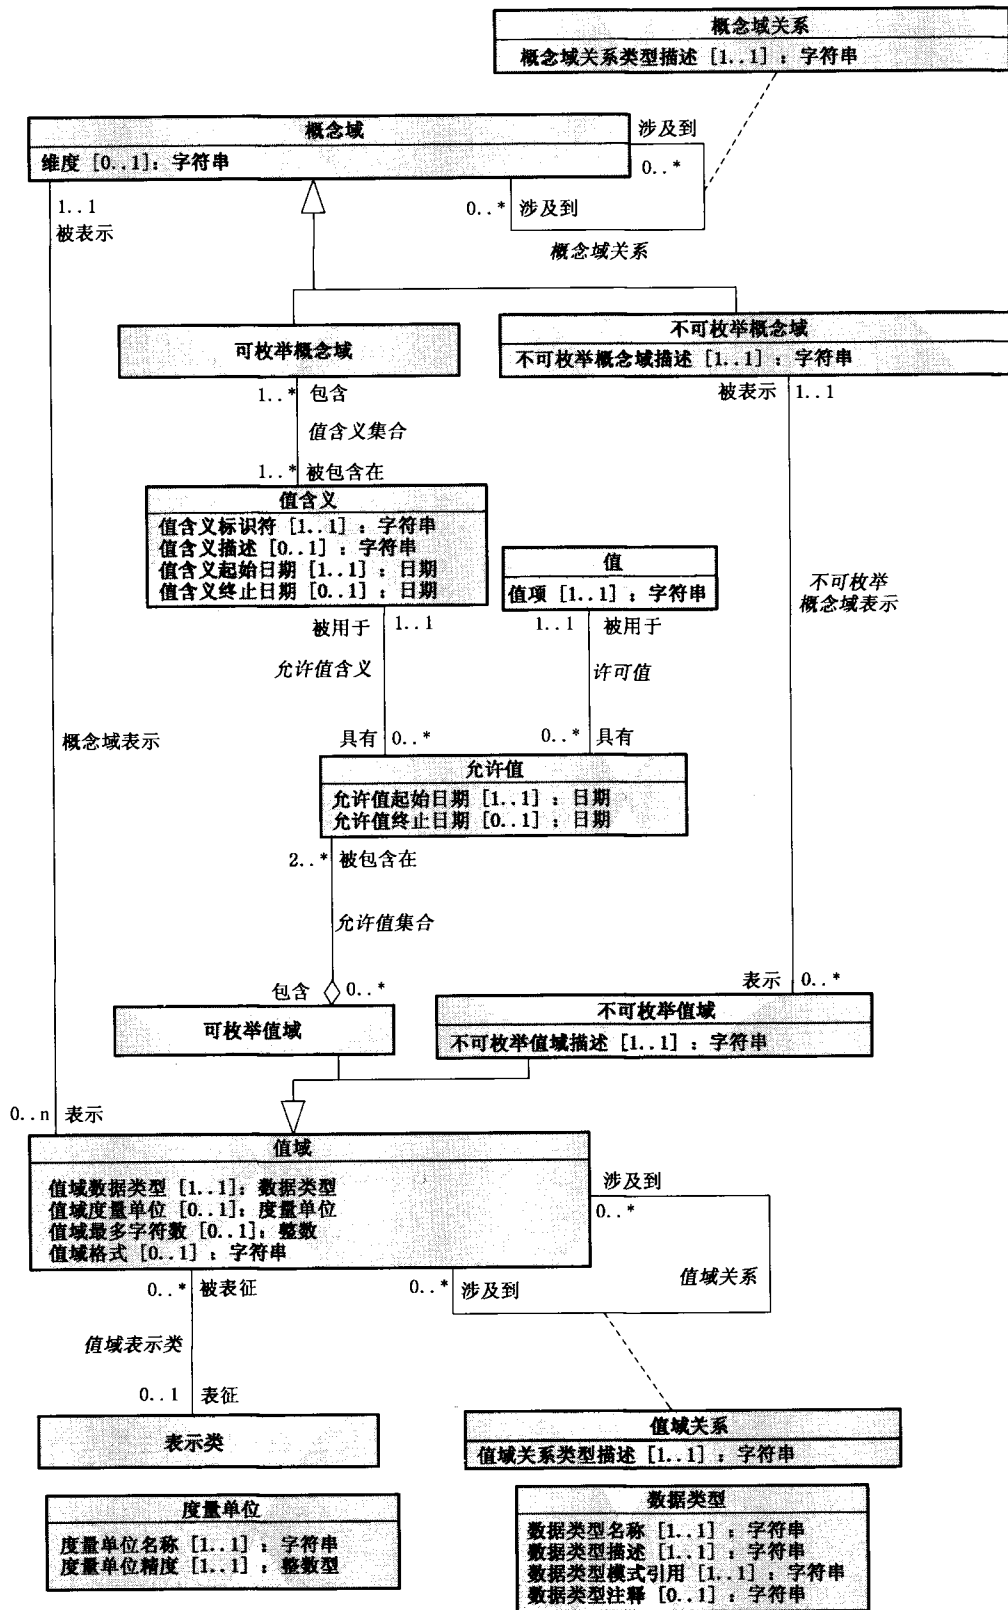 概念域关系
概念域关系类型描述 [1..1] : 字符串
概念域
维度 [0..1]: 字符串
涉及到
0..*
1..1
被表示
0..* 涉及到
概念域关系
可枚举概念域
不可枚举概念域
不可枚举概念域描述 [1..1] : 字符串
1..* 包含
被表示 1..1
值含义集合
1..* 被包含在
值含义
值含义标识符 [1..1] : 字符串
值含义描述 [0..1] : 字符串
值含义起始日期 [1..1] : 日期
值含义终止日期 [0..1] : 日期
值
值项 [1..1] : 字符串
不可枚举
概念域表示
被用于 1..1
1..1 被用于
允许值含义
许可值
概念域表示
具有 0..*
0..* 具有
允许值
允许值起始日期 [1..1] : 日期
允许值终止日期 [0..1] : 日期
2..* 被包含在
允许值集合
包含 0..*
表示 0..*
可枚举值域
不可枚举值域
不可枚举值域描述 [1..1] : 字符串
0..n 表示
值域
值域数据类型 [1..1]: 数据类型
值域度量单位 [0..1]: 度量单位
值域最多字符数 [0..1]: 整数
值域格式 [0..1] : 字符串
涉及到
0..*
0..* 被表征
0..* 涉及到
值域关系
值域表示类
0..1 表征
表示类
值域关系
值域关系类型描述 [1..1] : 字符串
度量单位
度量单位名称 [1..1] : 字符串
度量单位精度 [1..1] : 整数型
数据类型
数据类型名称 [1..1] : 字符串
数据类型描述 [1..1] : 字符串
数据类型模式引用 [1..1] : 字符串
数据类型注释 [0..1] : 字符串